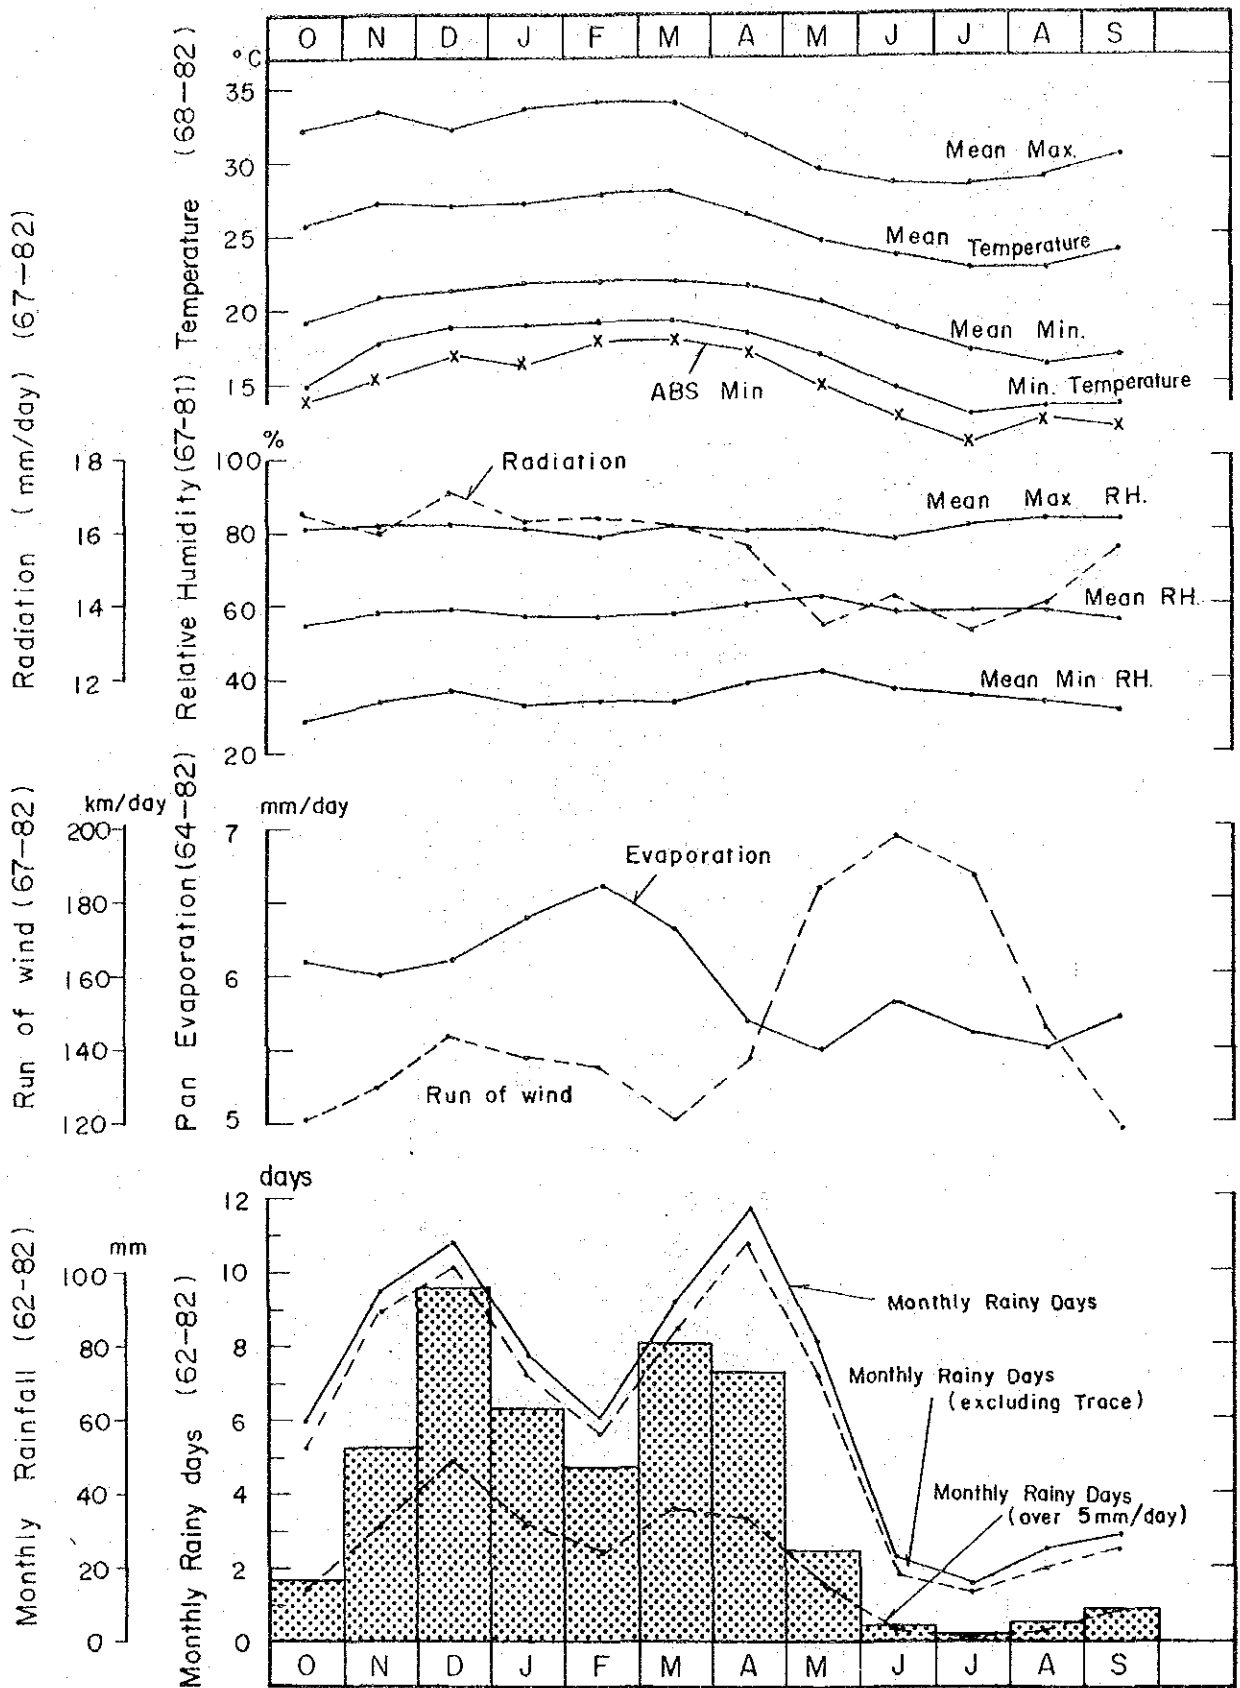 O N D J F M A M J J A S
Temperature (68-82)
°C
35
30
25
20
15
Mean Max.
Mean Temperature
Mean Min.
Min. Temperature
ABS Min
Radiation (mm/day) (67-82)
18
16
14
12
Relative Humidity (67-81)
%
100
80
60
40
20
Radiation
Mean Max RH.
Mean RH.
Mean Min RH.
Run of wind (67-82)
km/day
200
180
160
140
120
Pan Evaporation (64-82)
mm/day
7
6
5
Evaporation
Run of wind
Monthly Rainfall (62-82)
mm
100
80
60
40
20
0
Monthly Rainy days (62-82)
days
12
10
8
6
4
2
0
Monthly Rainy Days
Monthly Rainy Days
(excluding Trace)
Monthly Rainy Days
(over 5mm/day)
O N D J F M A M J J A S